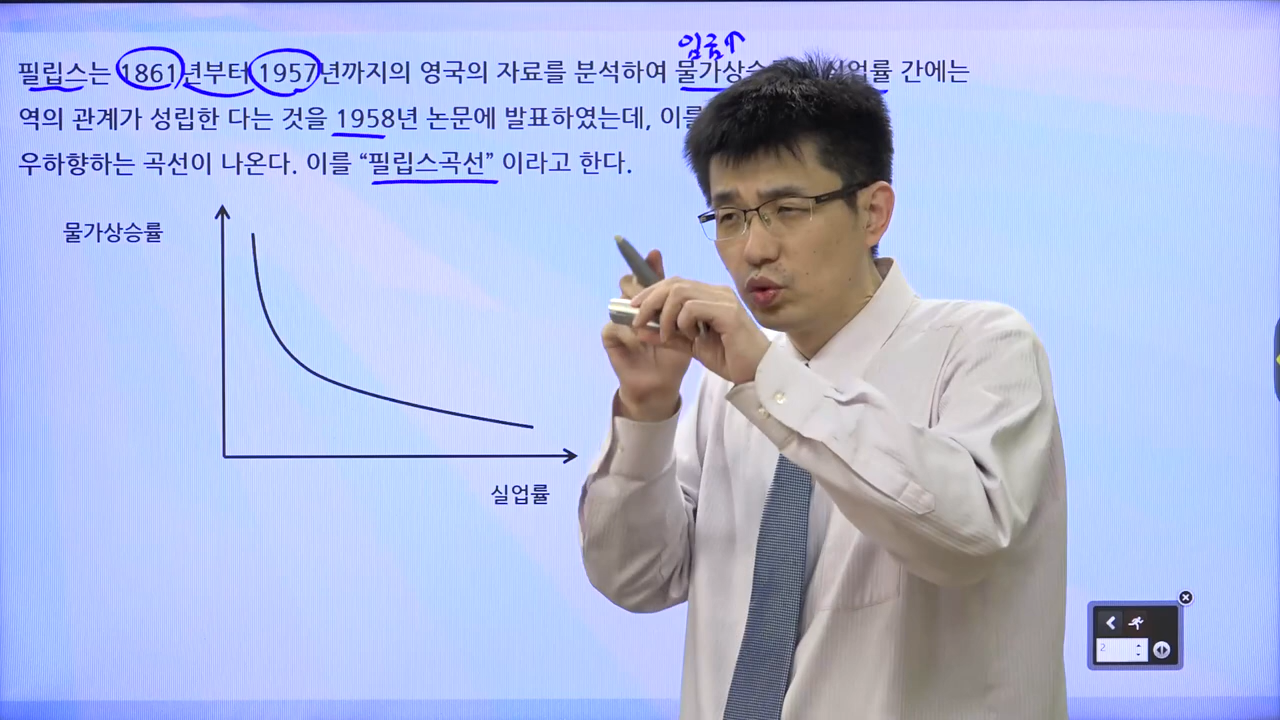 임금↑
필립스는 1861년부터 1957년까지의 영국의 자료를 분석하여 물가상 간에는
역의 관계가 성립한 다는 것을 1958년 논문에 발표하였는데, 이를
우하향하는 곡선이 나온다. 이를 “필립스곡선” 이라고 한다.
물가상승률
실업률
2